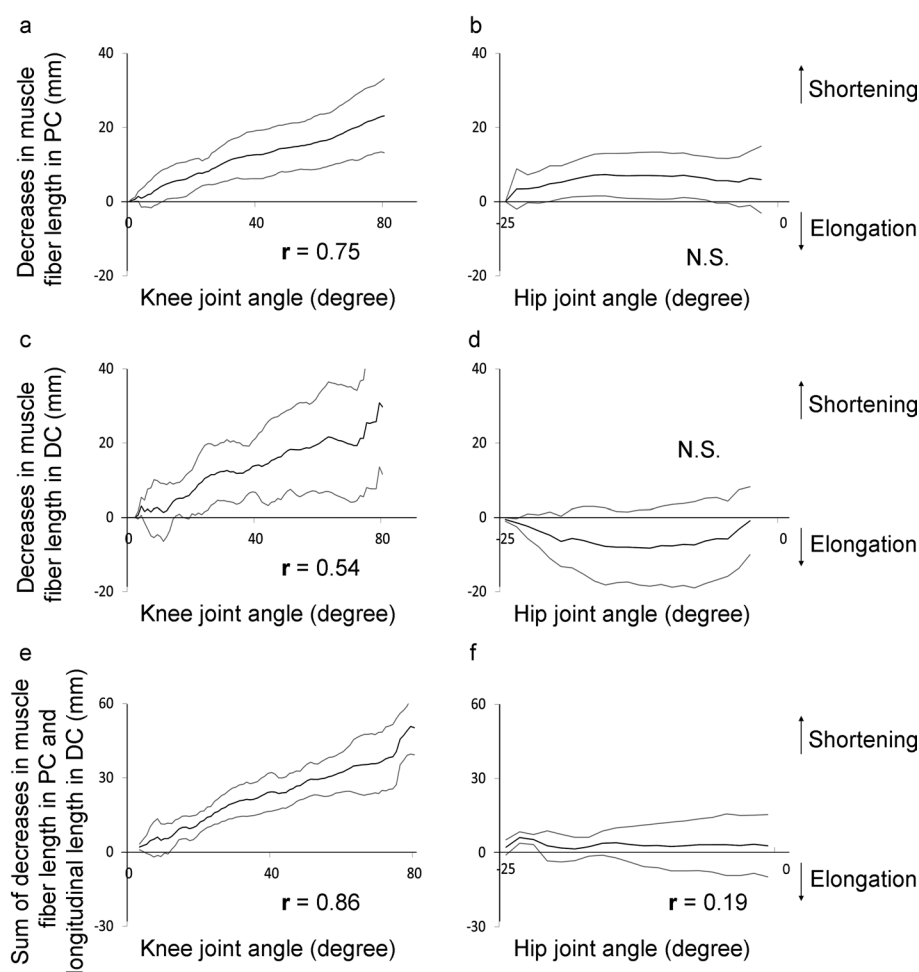 a
b
Decreases in muscle
fiber length in PC (mm)
40
20
0
-20
0
40
80
r = 0.75
Knee joint angle (degree)
40
20
0
-20
-25
0
N.S.
Hip joint angle (degree)
Shortening
Elongation
c
d
Decreases in muscle
fiber length in DC (mm)
40
20
0
-20
0
40
80
r = 0.54
Knee joint angle (degree)
40
20
0
-20
-25
0
N.S.
Hip joint angle (degree)
Shortening
Elongation
e
f
Sum of decreases in muscle
fiber length in PC and
longitudinal length in DC (mm)
60
30
0
-30
0
40
80
r = 0.86
Knee joint angle (degree)
60
30
0
-30
-25
0
r = 0.19
Hip joint angle (degree)
Shortening
Elongation